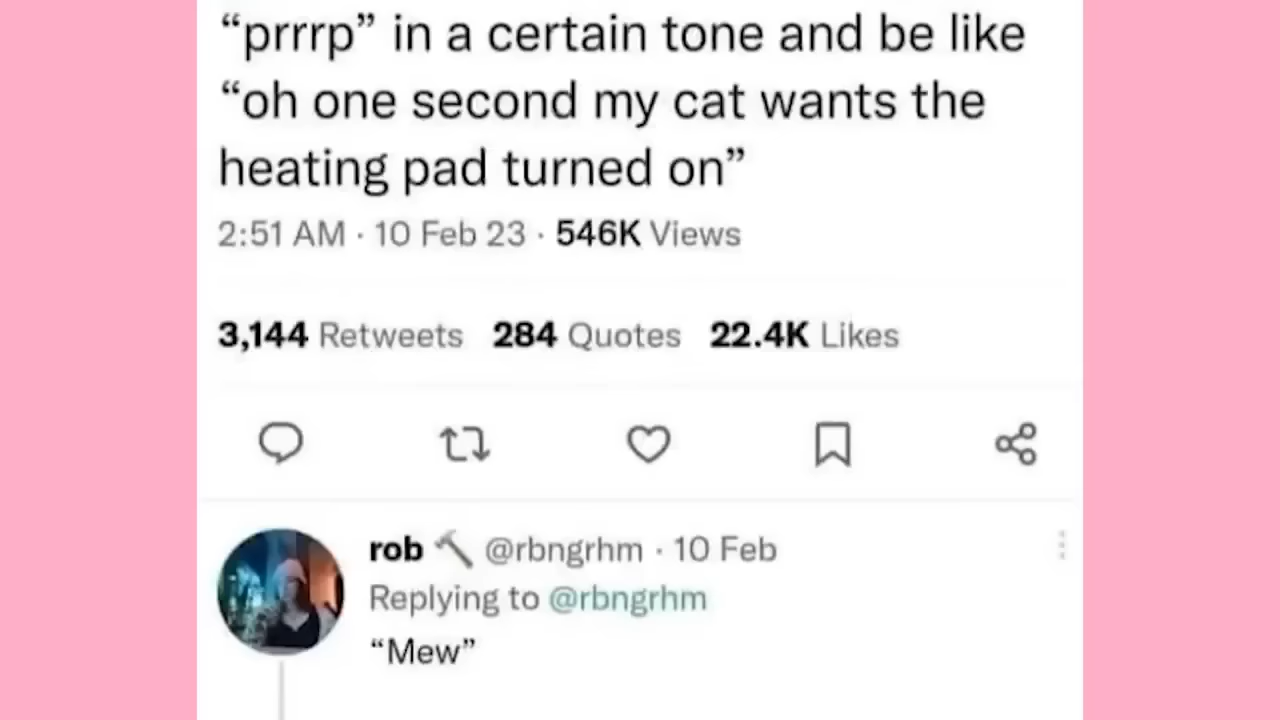 “prrrp” in a certain tone and be like
“oh one second my cat wants the
heating pad turned on”
2:51 AM · 10 Feb 23 · 546K Views
3,144 Retweets 284 Quotes 22.4K Likes
rob 🔨 @rbngrhm · 10 Feb
Replying to @rbngrhm
“Mew”